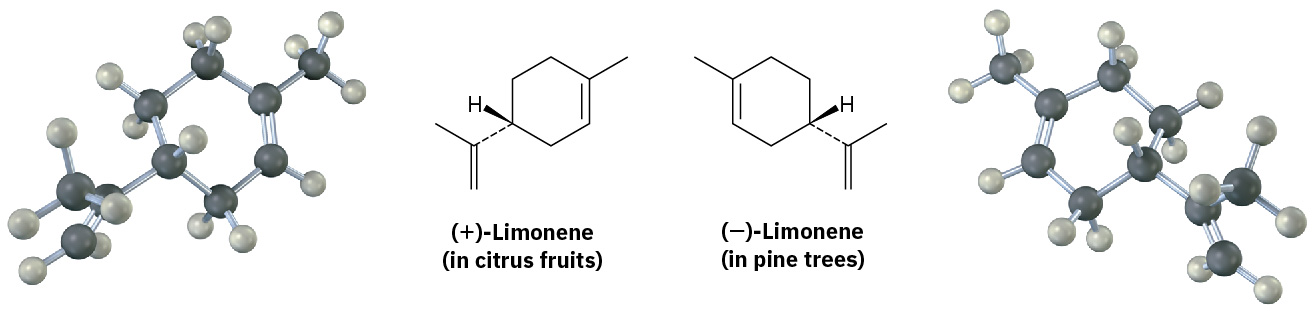 H
H
(+)-Limonene
(in citrus fruits)
(−)-Limonene
(in pine trees)